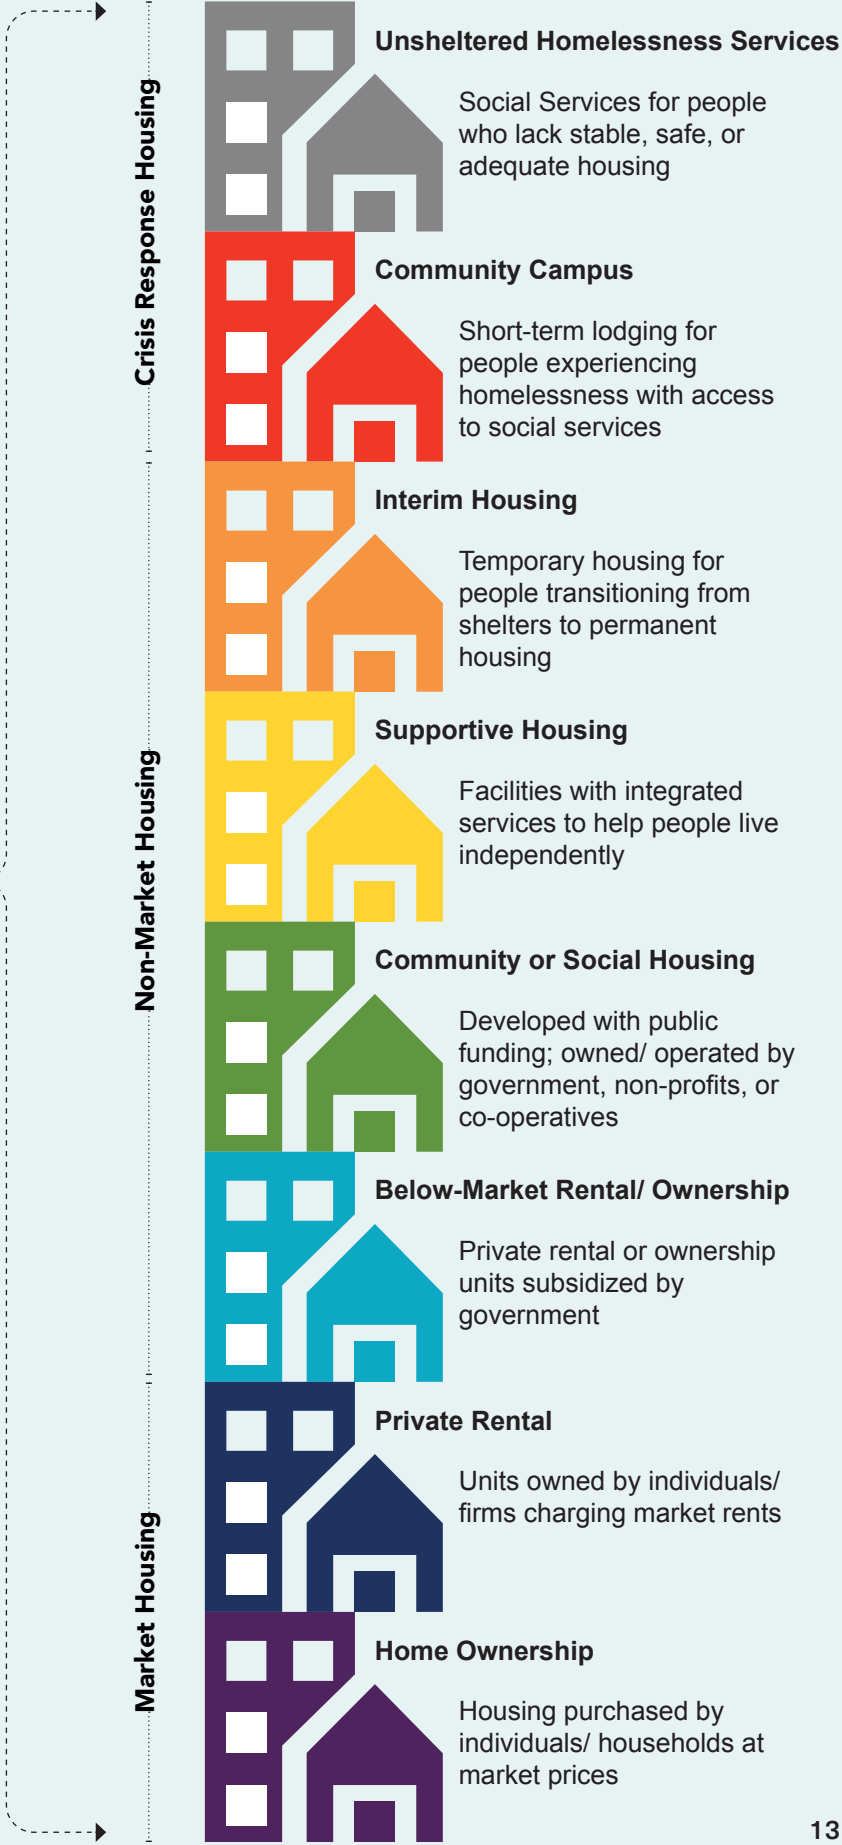 Crisis Response Housing
Unsheltered Homelessness Services
Social Services for people
who lack stable, safe, or
adequate housing
Community Campus
Short-term lodging for
people experiencing
homelessness with access
to social services
Non-Market Housing
Interim Housing
Temporary housing for
people transitioning from
shelters to permanent
housing
Supportive Housing
Facilities with integrated
services to help people live
independently
Community or Social Housing
Developed with public
funding; owned/ operated by
government, non-profits, or
co-operatives
Below-Market Rental/ Ownership
Private rental or ownership
units subsidized by
government
Market Housing
Private Rental
Units owned by individuals/
firms charging market rents
Home Ownership
Housing purchased by
individuals/ households at
market prices
13